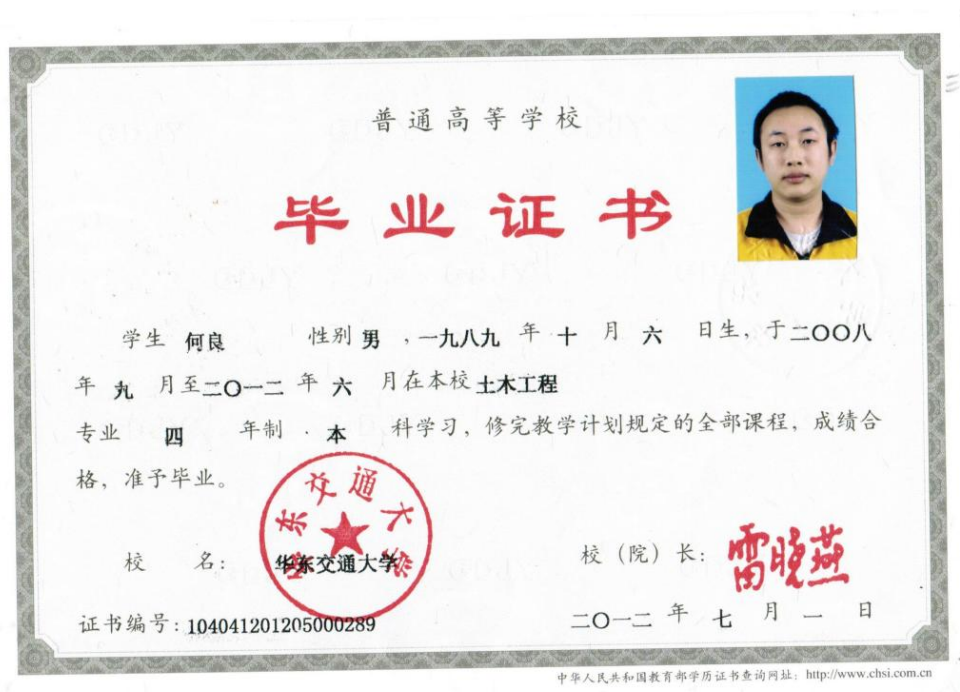 普通高等学校
毕业证书
学生 何良 性别 男 ，一九八九 年 十 月 六 日生，于二〇〇八
年 九 月至二〇一二 年 六 月在本校 土木工程
专业 四 年制 本 科学习，修完教学计划规定的全部课程，成绩合
格，准予毕业。
华东交通大学
校 名： 华东交通大学
校（院）长： 雷晓燕
证书编号：104041201205000289
二〇一二 年 七 月 一 日
中华人民共和国教育部学历证书查询网址：http://www.chsi.com.cn